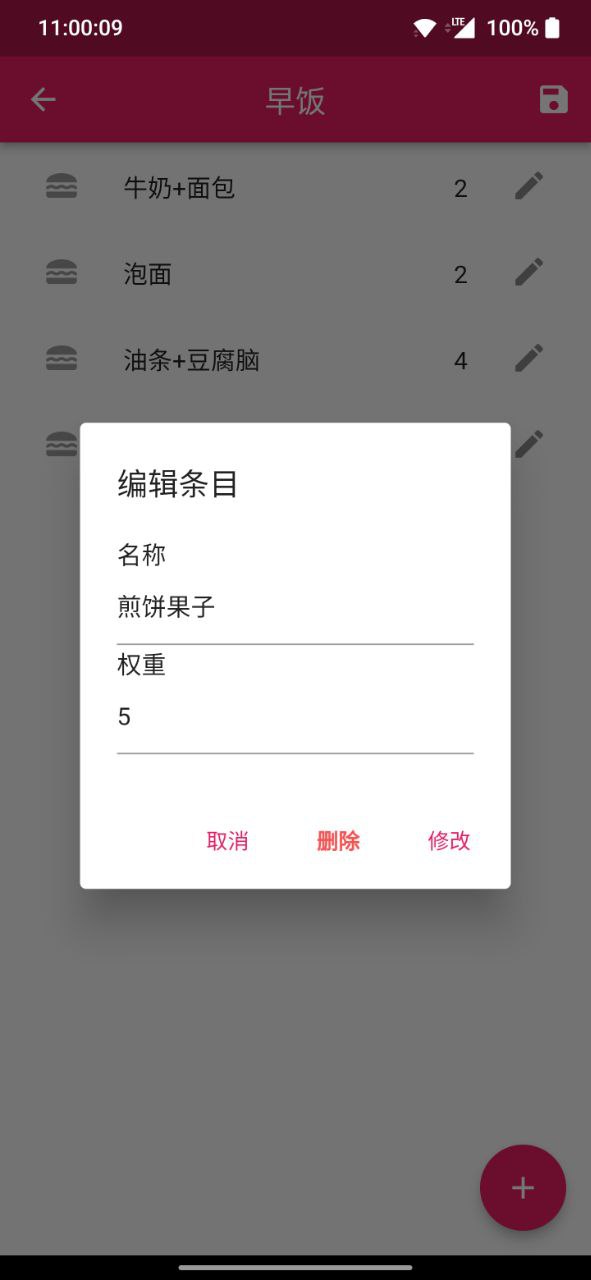 11:00:09 LTE 100%
早饭
牛奶+面包 2
泡面 2
油条+豆腐脑 4
编辑条目
名称
煎饼果子
权重
5
取消 删除 修改